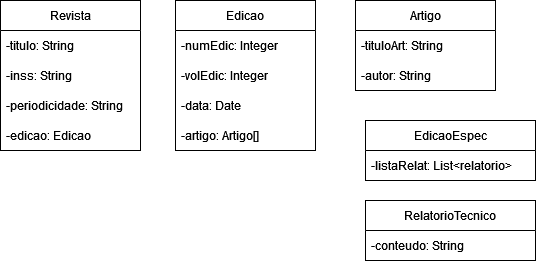 Revista
-titulo: String
-inss: String
-periodicidade: String
-edicao: Edicao
Edicao
-numEdic: Integer
-volEdic: Integer
-data: Date
-artigo: Artigo[]
Artigo
-tituloArt: String
-autor: String
EdicaoEspec
-listaRelat: List<relatorio>
RelatorioTecnico
-conteudo: String